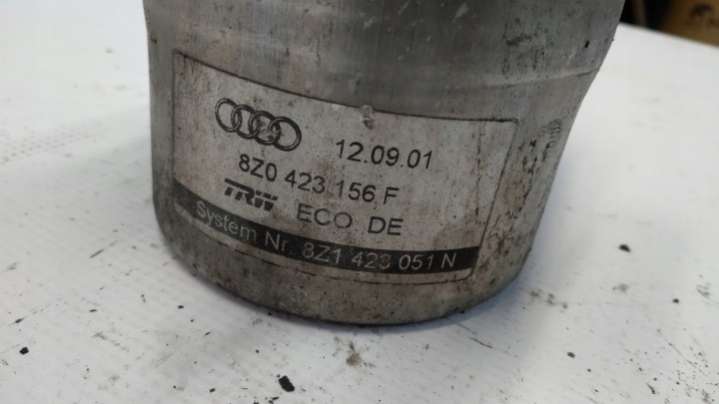 12.09.01
8Z0 423 156 F
TRW ECO DE
System Nr. 8Z1 423 051 N